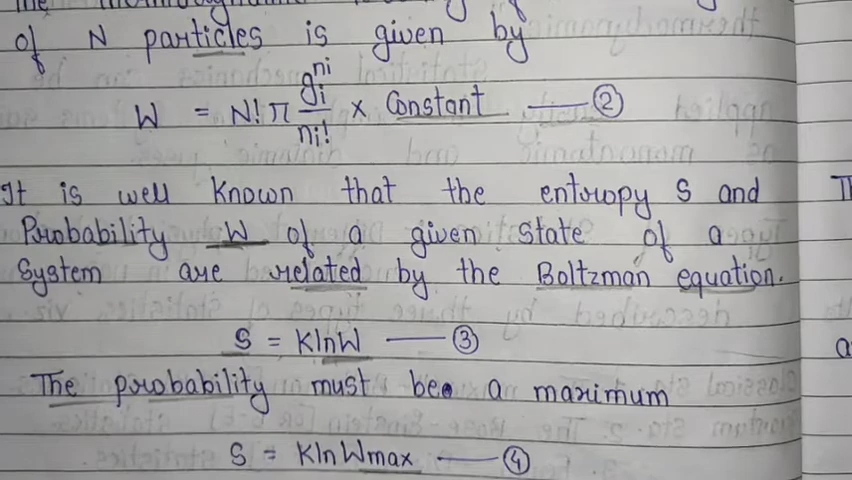 of N particles is given by
W = N! π gi^ni / ni! × Constant —— ②
It is well known that the entropy S and
Probability W of a given state of a
System are related by the Boltzman equation.
S = KlnW —— ③
The probability must be a maximum
S = KlnWmax —— ④